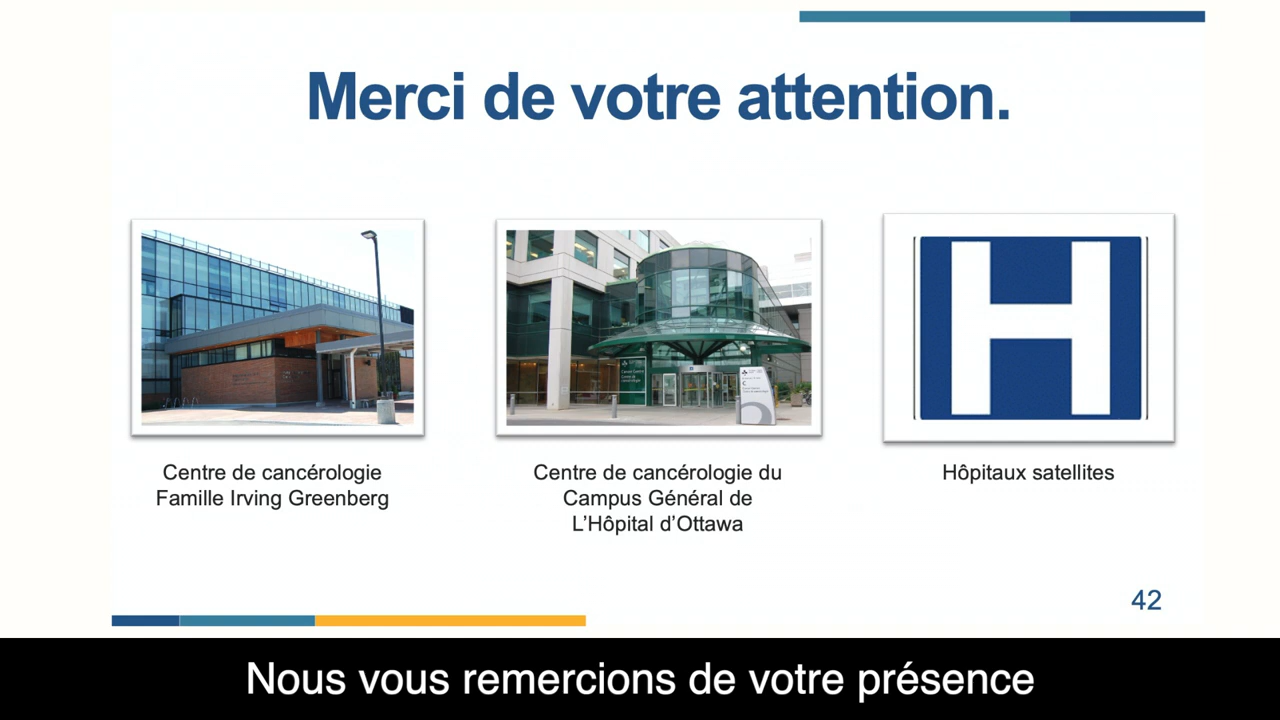 Merci de votre attention.
H
Centre de cancérologie
Famille Irving Greenberg
Centre de cancérologie du
Campus Général de
L’Hôpital d’Ottawa
Hôpitaux satellites
42
Nous vous remercions de votre présence